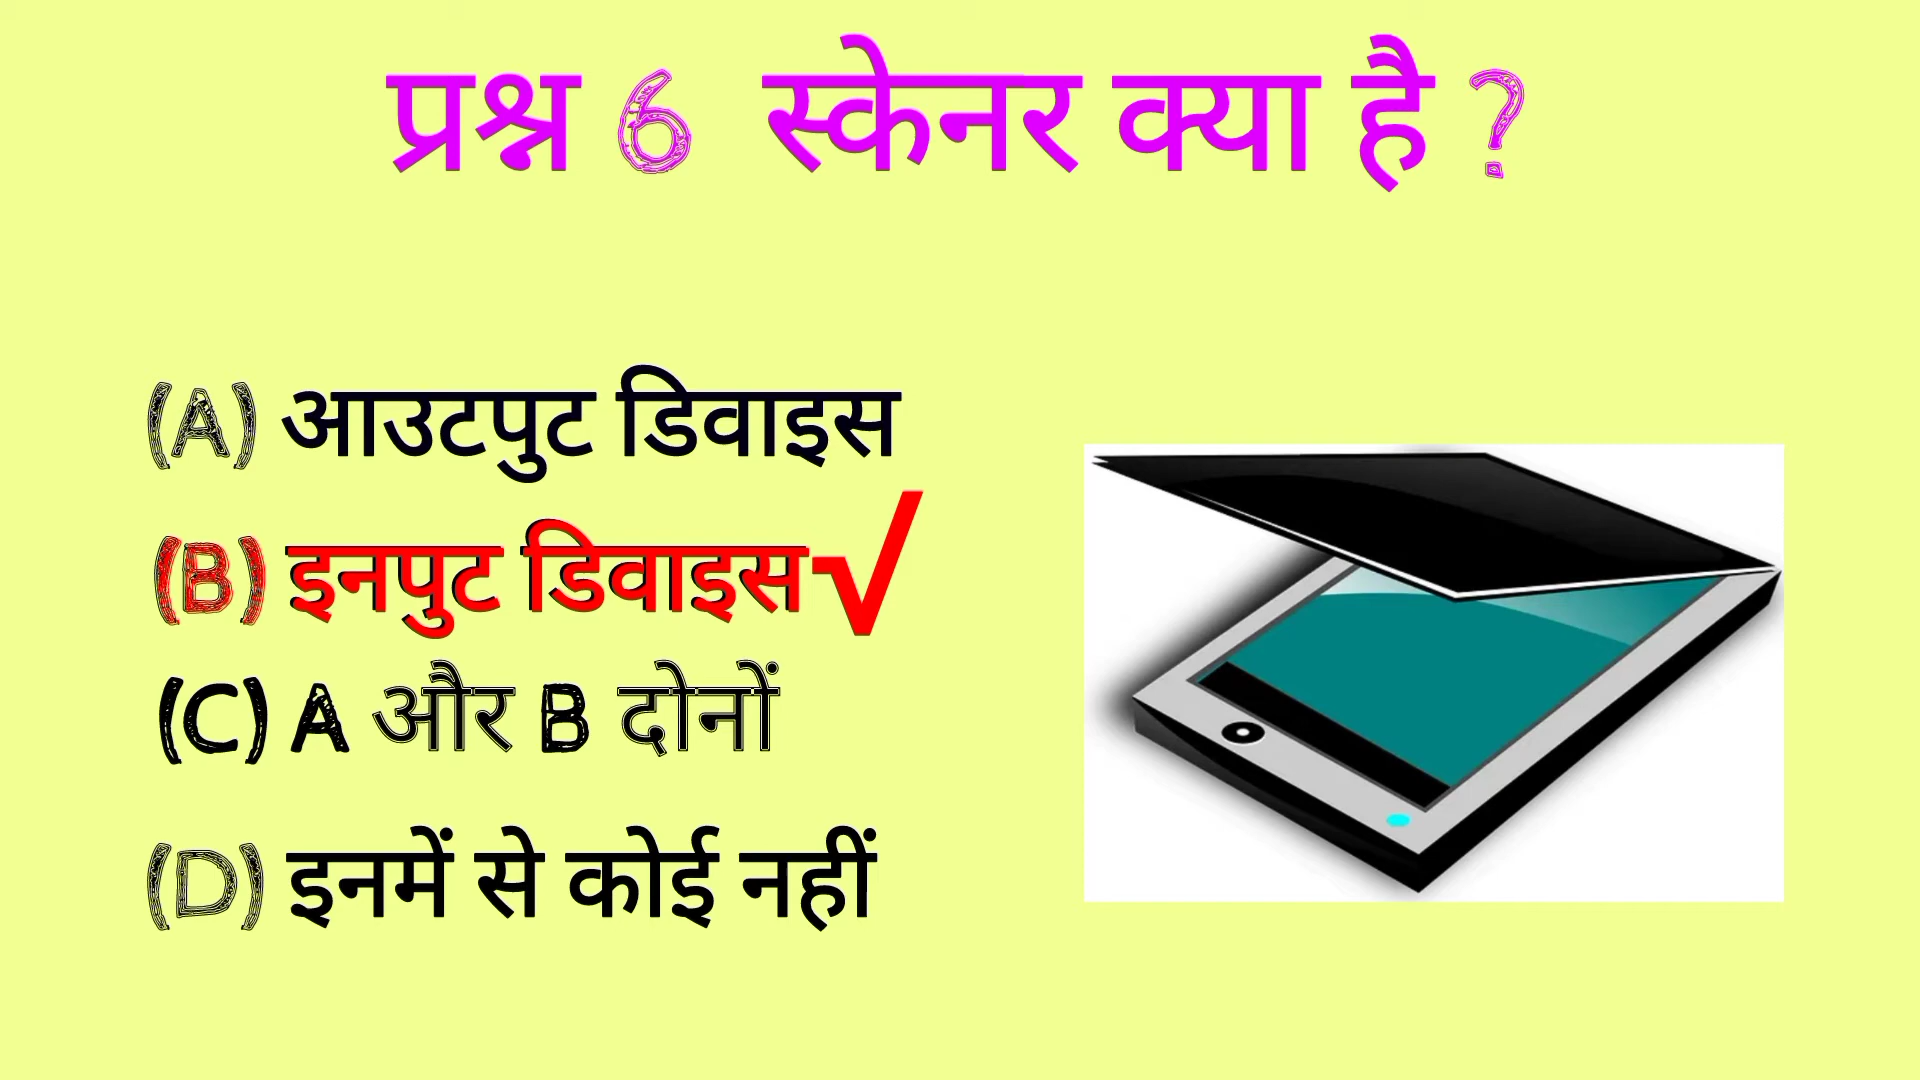 प्रश्न 6 स्केनर क्या है ?
(A) आउटपुट डिवाइस
(B) इनपुट डिवाइस√
(C) A और B दोनों
(D) इनमें से कोई नहीं